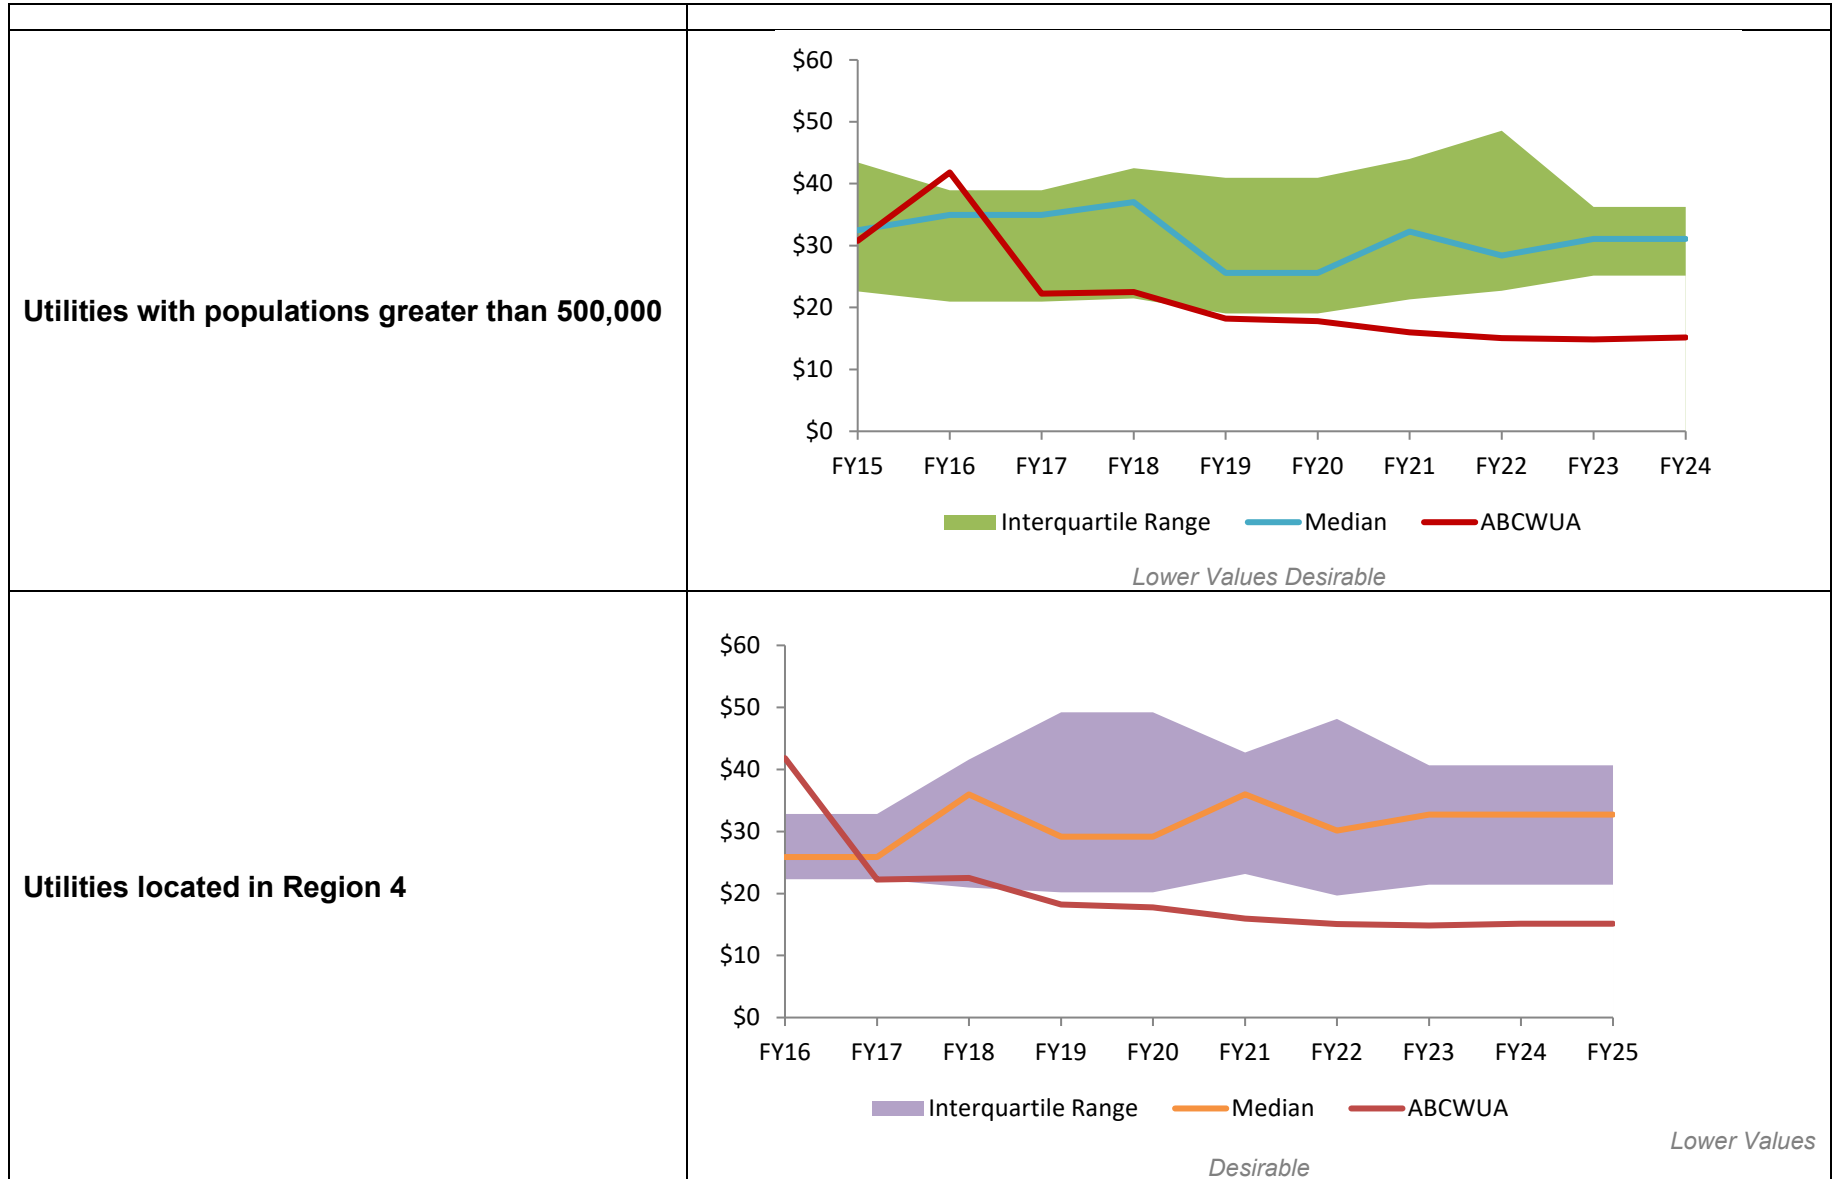 $60
$50
$40
$30
$20
$10
$0
FY15 FY16 FY17 FY18 FY19 FY20 FY21 FY22 FY23 FY24
Interquartile Range Median ABCWUA
Utilities with populations greater than 500,000
Lower Values Desirable
$60
$50
$40
$30
$20
$10
$0
FY16 FY17 FY18 FY19 FY20 FY21 FY22 FY23 FY24 FY25
Interquartile Range Median ABCWUA
Utilities located in Region 4
Lower Values
Desirable